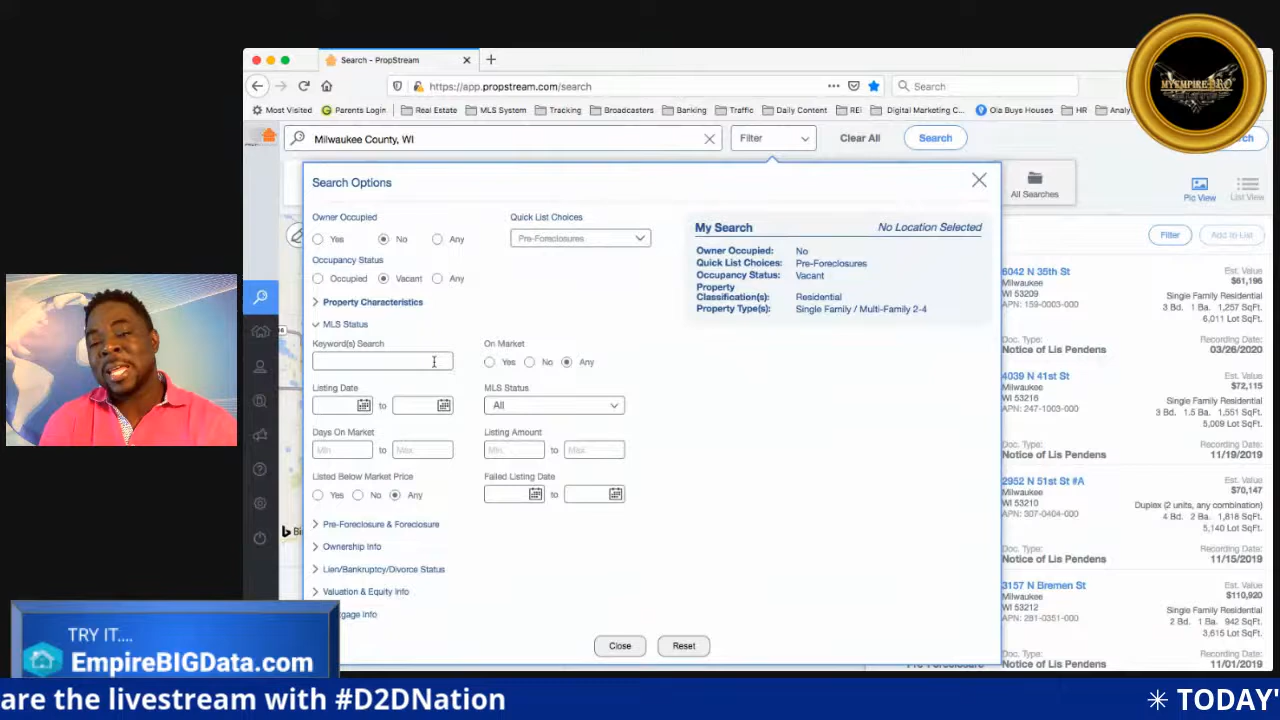 Search - PropStream
https://app.propstream.com/search
Search
Most Visited
Parents Login
Real Estate
MLS System
Tracking
Broadcasters
Banking
Traffic
Daily Content
REI
Digital Marketing C...
Ola Buys Houses
HR
MYEMPIREPRO
Milwaukee County, WI
Filter
Clear All
Search
Search Options
All Searches
Pic View
List View
Owner Occupied
Yes
No
Any
Quick List Choices
Pre-Foreclosures
Occupancy Status
Occupied
Vacant
Any
Property Characteristics
MLS Status
Keyword(s) Search
On Market
Yes
No
Any
Listing Date
to
MLS Status
All
Days On Market
Min
to
Max
Listing Amount
Min
to
Max
Listed Below Market Price
Yes
No
Any
Failed Listing Date
to
Pre-Foreclosure & Foreclosure
Ownership Info
Lien/Bankruptcy/Divorce Status
Valuation & Equity Info
gage Info
Close
Reset
My Search
No Location Selected
Owner Occupied: No
Quick List Choices: Pre-Foreclosures
Occupancy Status: Vacant
Property
Classification(s): Residential
Property Type(s): Single Family / Multi-Family 2-4
Filter
Add to List
6042 N 35th St
Milwaukee
WI 53209
APN: 159-0003-000
Est. Value
$61,196
Single Family Residential
3 Bd. 1 Ba. 1,257 SqFt.
6,011 Lot SqFt.
Doc. Type:
Notice of Lis Pendens
Recording Date:
03/26/2020
4039 N 41st St
Milwaukee
WI 53216
APN: 247-1003-000
Est. Value
$72,115
Single Family Residential
3 Bd. 1.5 Ba. 1,551 SqFt.
5,009 Lot SqFt.
Doc. Type:
Notice of Lis Pendens
Recording Date:
11/19/2019
2952 N 51st St #A
Milwaukee
WI 53210
APN: 307-0404-000
Est. Value
$70,147
Duplex (2 units, any combination)
4 Bd. 2 Ba. 1,818 SqFt.
5,140 Lot SqFt.
Doc. Type:
Notice of Lis Pendens
Recording Date:
11/15/2019
3157 N Bremen St
Milwaukee
WI 53212
APN: 281-0351-000
Est. Value
$110,920
Single Family Residential
2 Bd. 1 Ba. 942 SqFt.
3,615 Lot SqFt.
Doc. Type:
Notice of Lis Pendens
Recording Date:
11/01/2019
TRY IT....
EmpireBIGData.com
are the livestream with #D2DNation
TODAY'